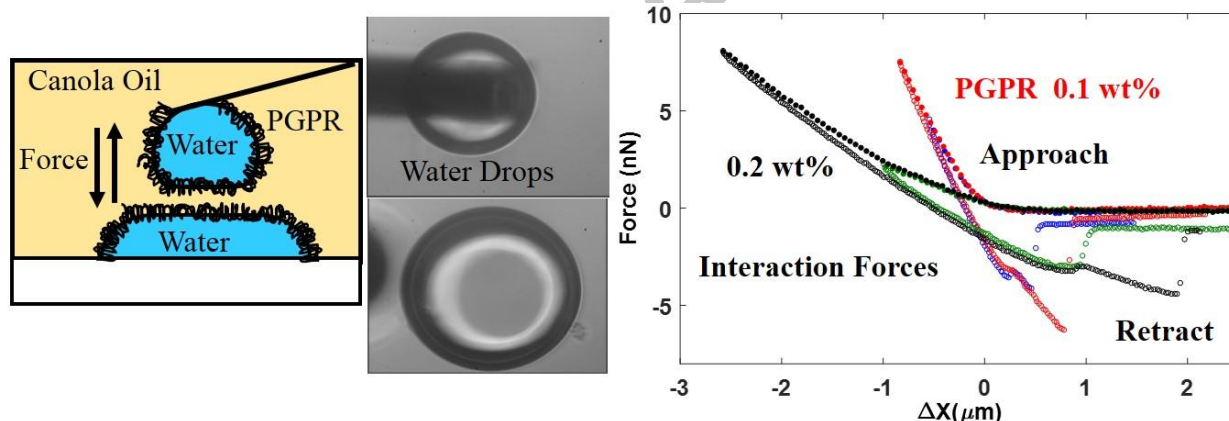 Canola Oil
PGPR
Water
Force
Water
Water Drops
10
5
0
-5
Force (nN)
PGPR 0.1 wt%
0.2 wt%
Approach
Interaction Forces
Retract
-3
-2
-1
0
1
2
ΔX(μm)